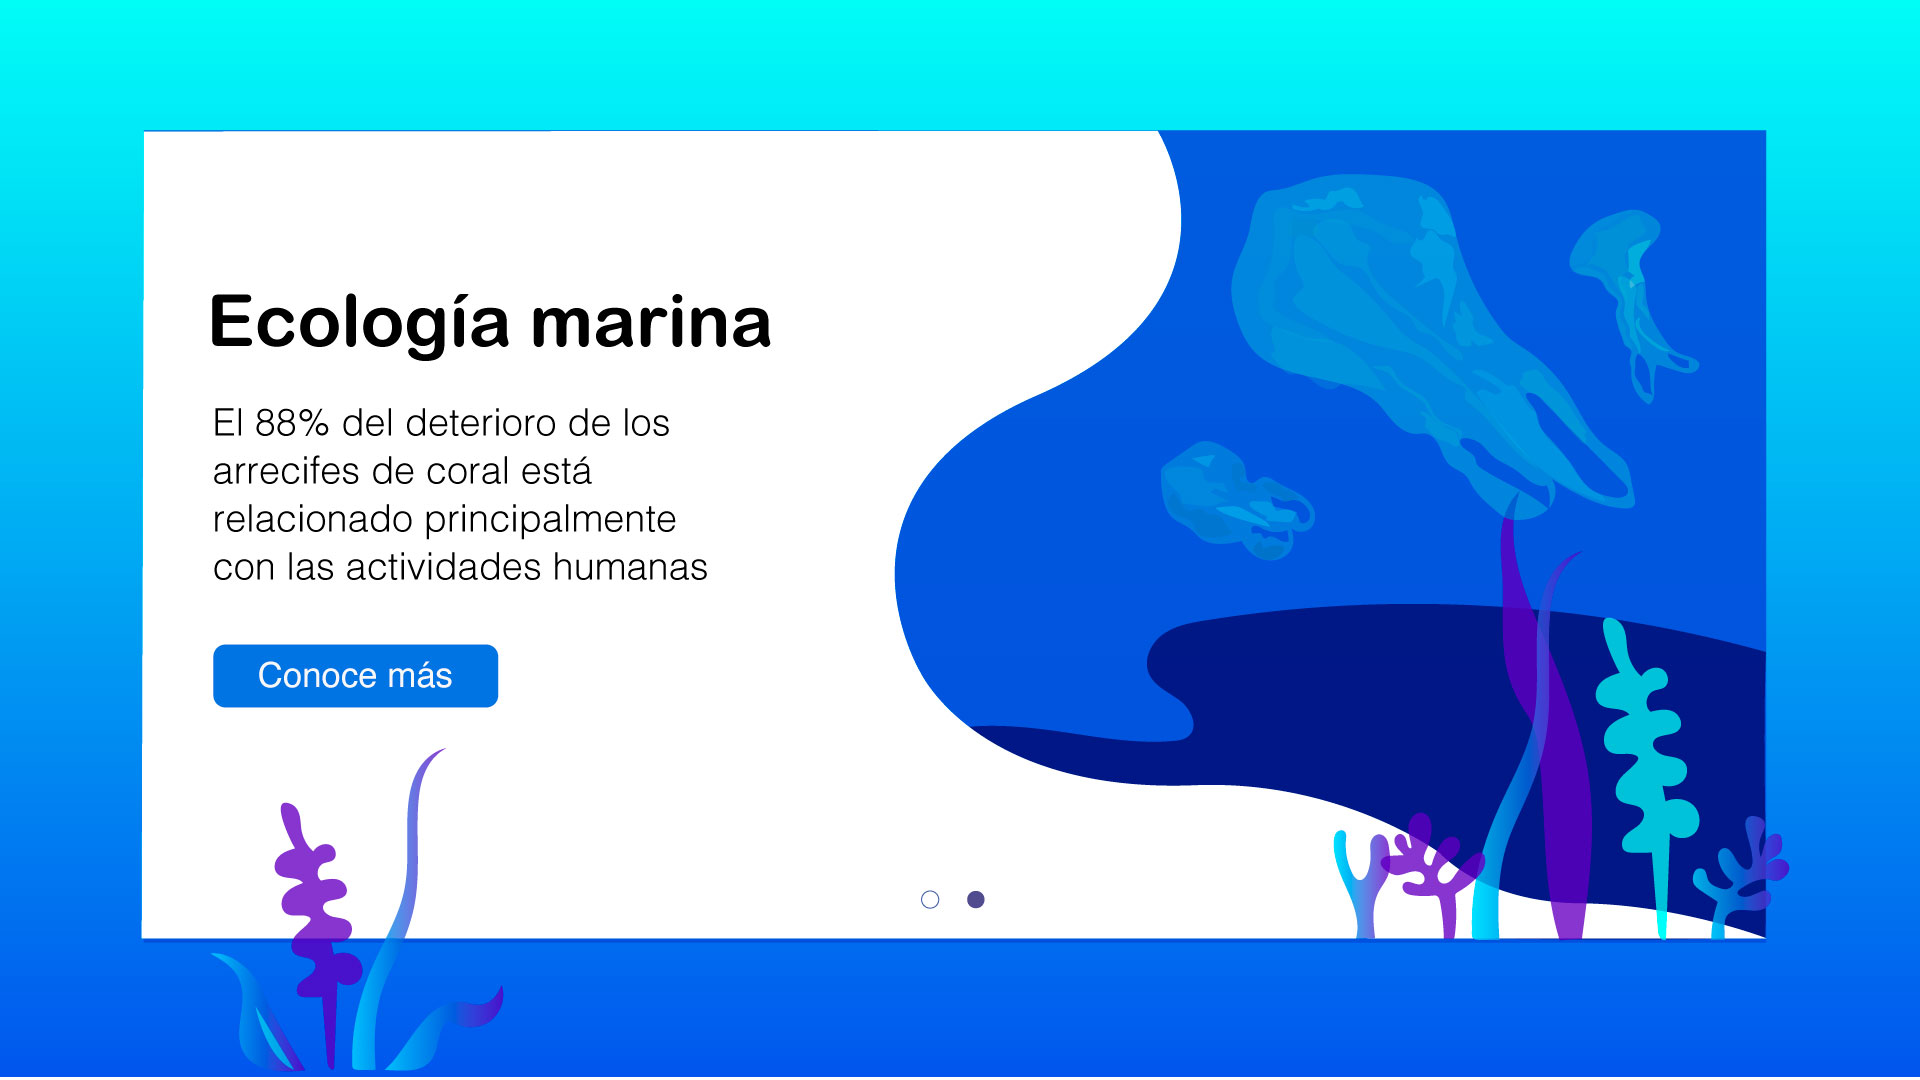 Ecología marina
El 88% del deterioro de los
arrecifes de coral está
relacionado principalmente
con las actividades humanas
Conoce más